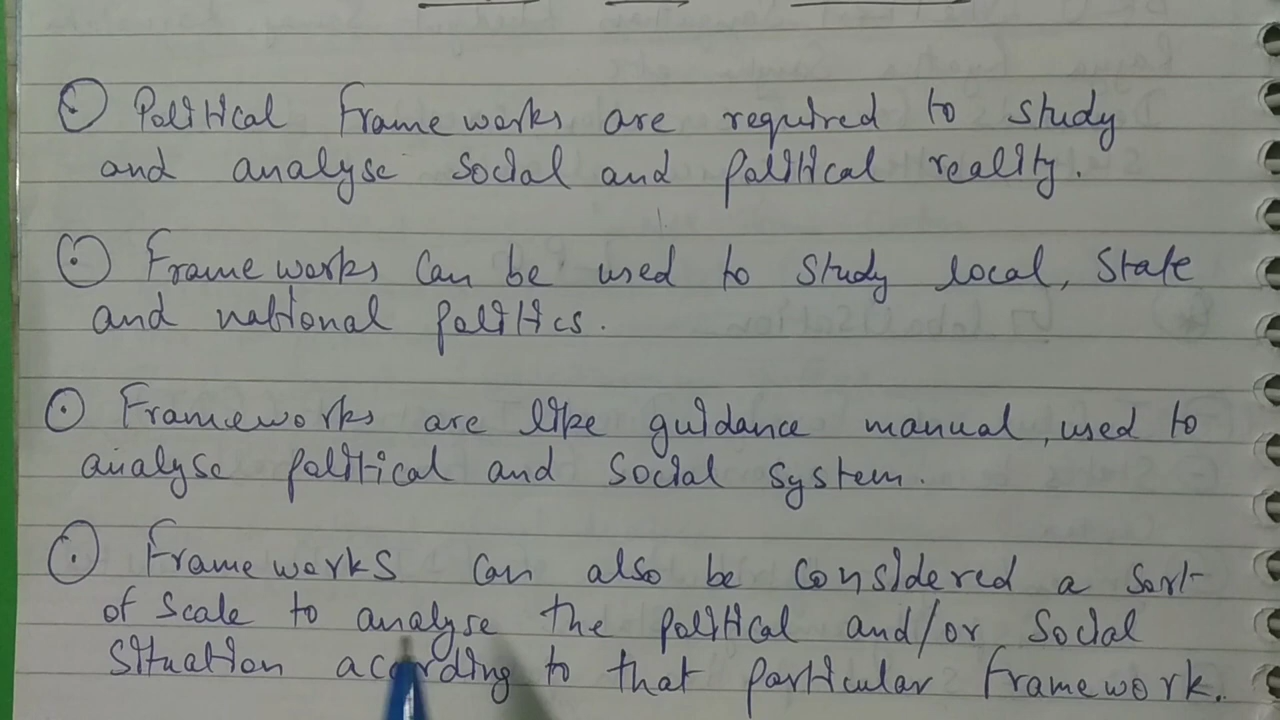 Political Frameworks are required to study
and analyse social and political reality.
Frameworks can be used to study local, state
and national politics.
Frameworks are like guidance manual, used to
analyse political and social system.
Frameworks can also be considered a sort
of scale to analyse the political and/or social
situation acording to that particular framework.